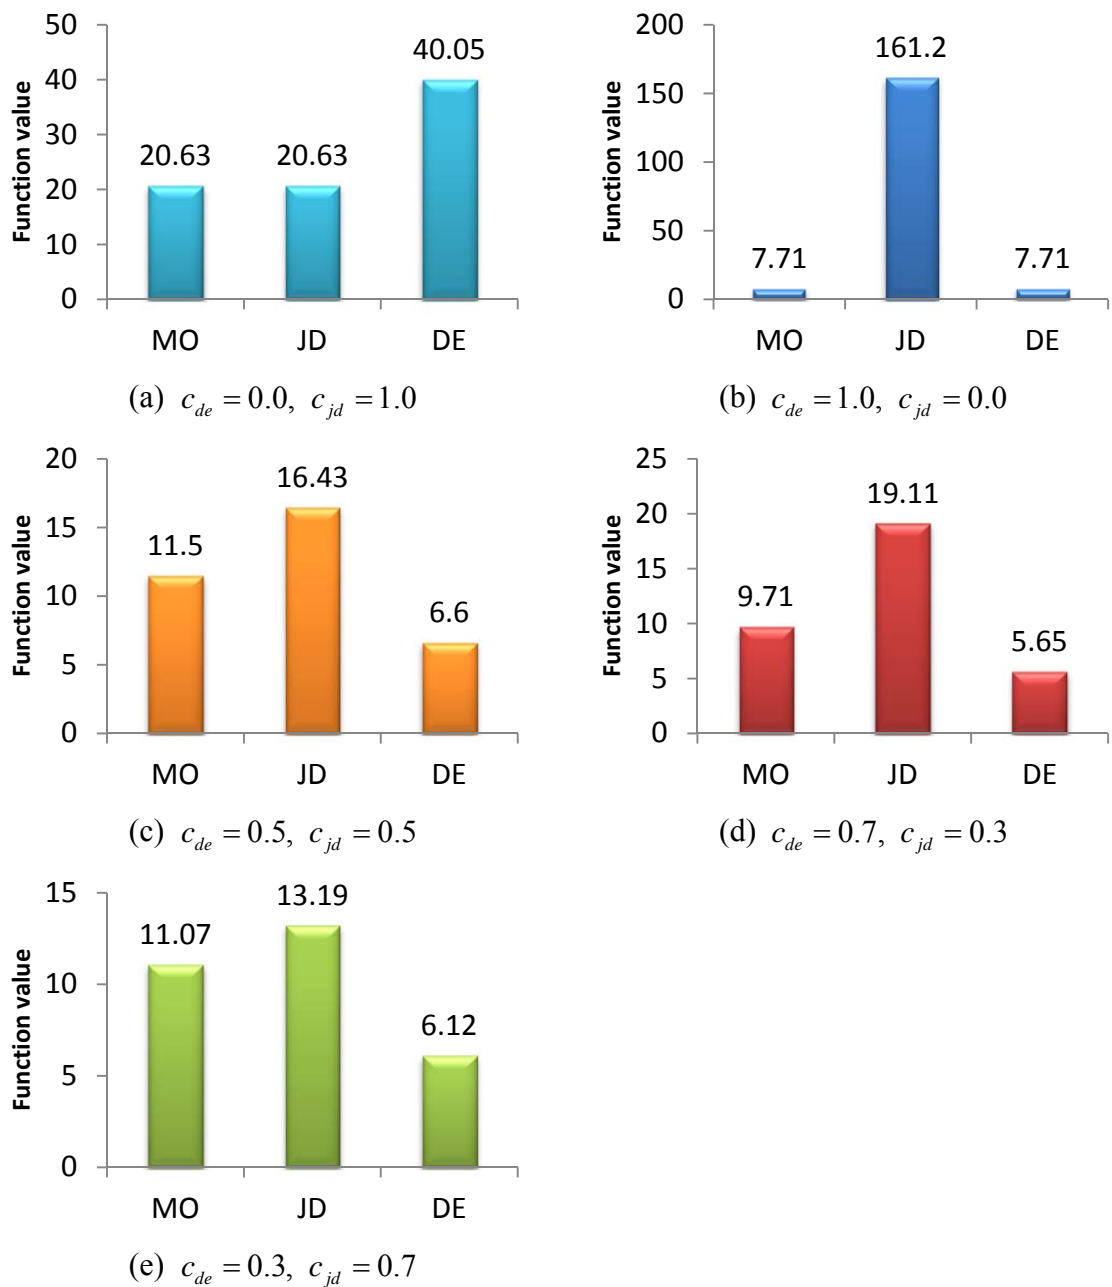 Function value
50
40
30
20
10
0
20.63
20.63
40.05
MO JD DE
(a) c_de = 0.0, c_jd = 1.0
Function value
200
150
100
50
0
7.71
161.2
7.71
MO JD DE
(b) c_de = 1.0, c_jd = 0.0
Function value
20
15
10
5
0
11.5
16.43
6.6
MO JD DE
(c) c_de = 0.5, c_jd = 0.5
Function value
25
20
15
10
5
0
9.71
19.11
5.65
MO JD DE
(d) c_de = 0.7, c_jd = 0.3
Function value
15
10
5
0
11.07
13.19
6.12
MO JD DE
(e) c_de = 0.3, c_jd = 0.7